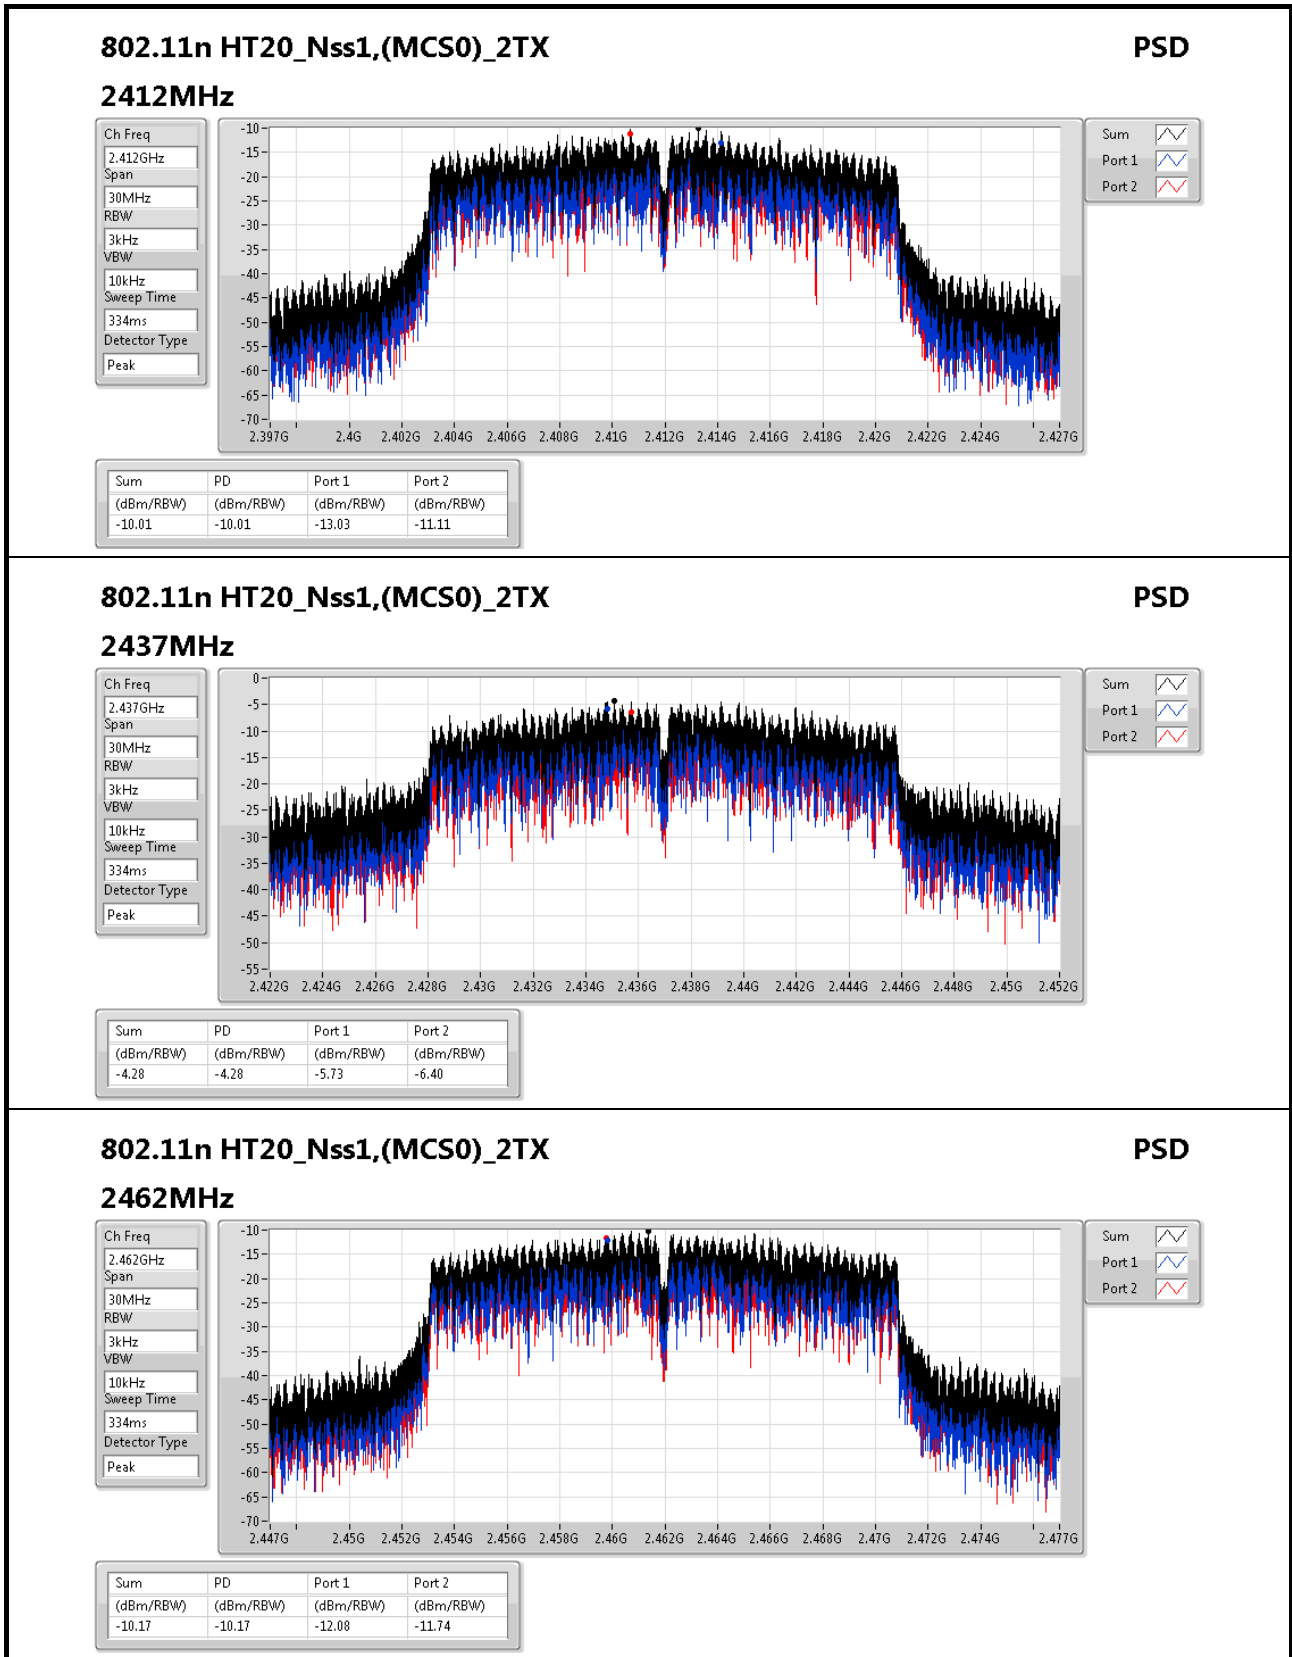 802.11n HT20_Nss1,(MCS0)_2TX PSD
2412MHz
Ch Freq
2.412GHz
Span
30MHz
RBW
3kHz
VBW
10kHz
Sweep Time
334ms
Detector Type
Peak
-10
-15
-20
-25
-30
-35
-40
-45
-50
-55
-60
-65
-70
2.397G 2.4G 2.402G 2.404G 2.406G 2.408G 2.41G 2.412G 2.414G 2.416G 2.418G 2.42G 2.422G 2.424G 2.427G
Sum
Port 1
Port 2
Sum PD Port 1 Port 2
(dBm/RBW) (dBm/RBW) (dBm/RBW) (dBm/RBW)
-10.01 -10.01 -13.03 -11.11
802.11n HT20_Nss1,(MCS0)_2TX PSD
2437MHz
Ch Freq
2.437GHz
Span
30MHz
RBW
3kHz
VBW
10kHz
Sweep Time
334ms
Detector Type
Peak
0
-5
-10
-15
-20
-25
-30
-35
-40
-45
-50
-55
2.422G 2.424G 2.426G 2.428G 2.43G 2.432G 2.434G 2.436G 2.438G 2.44G 2.442G 2.444G 2.446G 2.448G 2.45G 2.452G
Sum
Port 1
Port 2
Sum PD Port 1 Port 2
(dBm/RBW) (dBm/RBW) (dBm/RBW) (dBm/RBW)
-4.28 -4.28 -5.73 -6.40
802.11n HT20_Nss1,(MCS0)_2TX PSD
2462MHz
Ch Freq
2.462GHz
Span
30MHz
RBW
3kHz
VBW
10kHz
Sweep Time
334ms
Detector Type
Peak
-10
-15
-20
-25
-30
-35
-40
-45
-50
-55
-60
-65
-70
2.447G 2.45G 2.452G 2.454G 2.456G 2.458G 2.46G 2.462G 2.464G 2.466G 2.468G 2.47G 2.472G 2.474G 2.477G
Sum
Port 1
Port 2
Sum PD Port 1 Port 2
(dBm/RBW) (dBm/RBW) (dBm/RBW) (dBm/RBW)
-10.17 -10.17 -12.08 -11.74